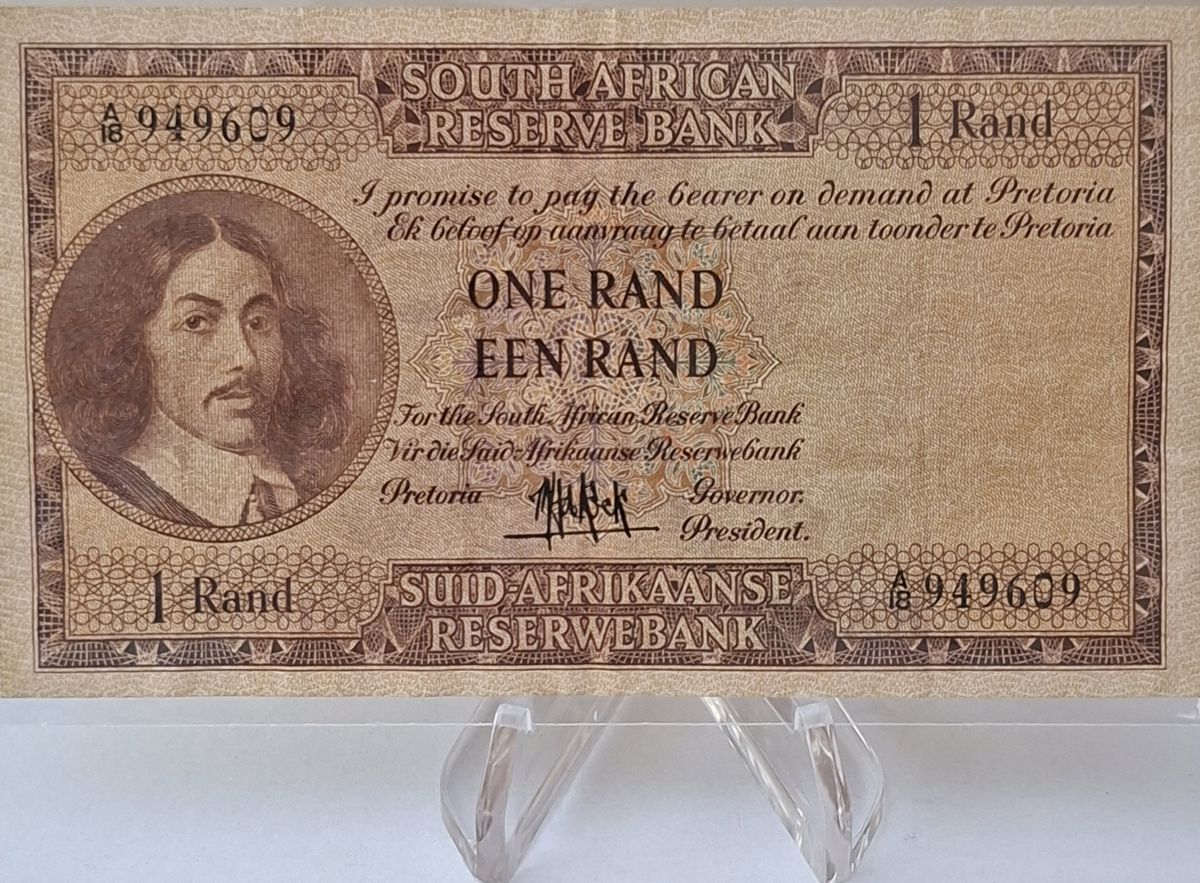 SOUTH AFRICAN
RESERVE BANK
A/18 949609
1 Rand
I promise to pay the bearer on demand at Pretoria
Ek beloof op aanvraag te betaal aan toonder te Pretoria
ONE RAND
EEN RAND
For the South African Reserve Bank
Vir die Suid-Afrikaanse Reserwebank
Pretoria
Governor.
President.
1 Rand
SUID-AFRIKAANSE
RESERWEBANK
A/18 949609